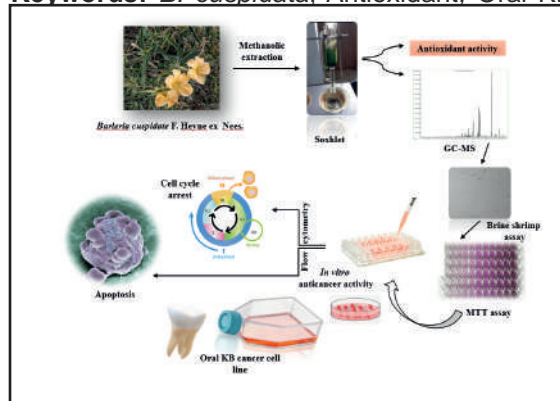 Keywords: B. cuspidata, Antioxidant, Oral
Methanolic
extraction
Antioxidant activity
Barleria cuspidate F. Heyne ex Nees.
Soxhlet
GC-MS
Cell cycle
arrest
Flow
cytometry
Brine shrimp
assay
In vitro
anticancer activity
Apoptosis
MTT assay
Oral KB cancer cell
line